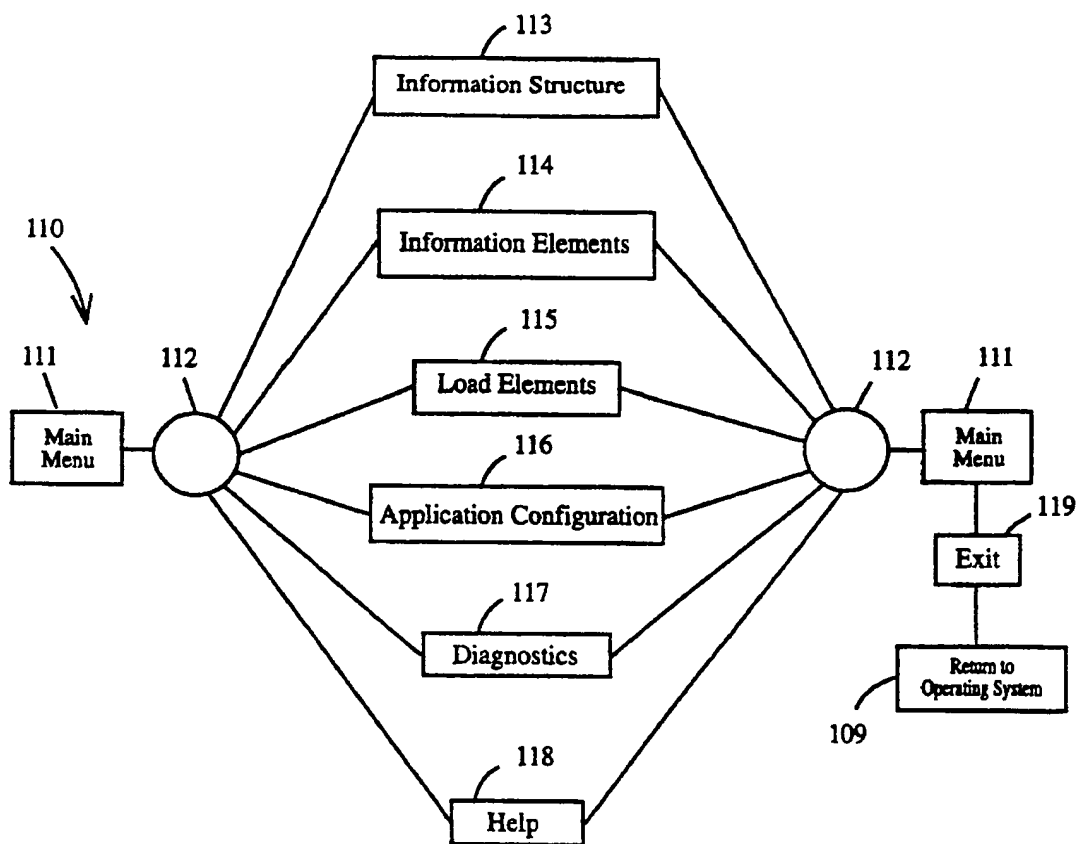 113
Information Structure
114
Information Elements
110
115
111
112
Load Elements
112
111
Main
Menu
116
Main
Menu
Application Configuration
119
Exit
117
Diagnostics
Return to
Operating System
109
118
Help